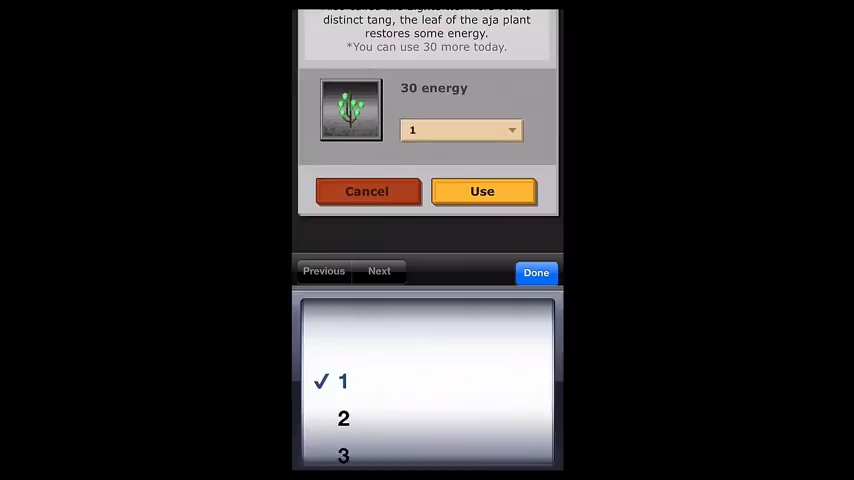 distinct tang, the leaf of the aja plant
restores some energy.
*You can use 30 more today.
30 energy
1
Cancel
Use
Previous
Next
Done
✓ 1
2
3